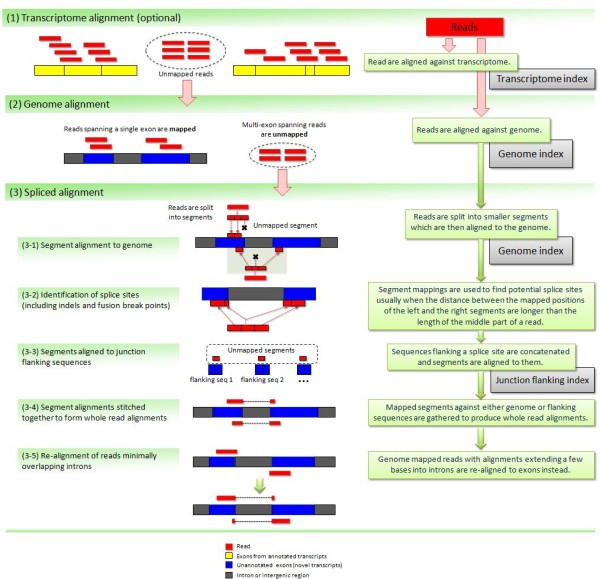 (1) Transcriptome alignment (optional)
Reads
Unmapped reads
Read are aligned against transcriptome.
Transcriptome index
(2) Genome alignment
Reads spanning a single exon are mapped
Multi-exon spanning reads
are unmapped
Reads are aligned against genome.
Genome index
(3) Spliced alignment
Reads are split
into segments
Unmapped segment
(3-1) Segment alignment to genome
Reads are split into smaller segments
which are then aligned to the genome.
Genome index
(3-2) Identification of splice sites
(including indels and fusion break points)
Segment mappings are used to find potential splice sites
usually when the distance between the mapped positions
of the left and the right segments are longer than the
length of the middle part of a read.
(3-3) Segments aligned to junction
flanking sequences
Unmapped segments
flanking seq 1
flanking seq 2
...
Sequences flanking a splice site are concatenated
and segments are aligned to them.
Junction flanking index
(3-4) Segment alignments stitched
together to form whole read alignments
Mapped segments against either genome or flanking
sequences are gathered to produce whole read alignments.
(3-5) Re-alignment of reads minimally
overlapping introns
Genome mapped reads with alignments extending a few
bases into introns are re-aligned to exons instead.
Read
Exons from annotated transcripts
Unannotated exons (novel transcripts)
Intron or intergenic region